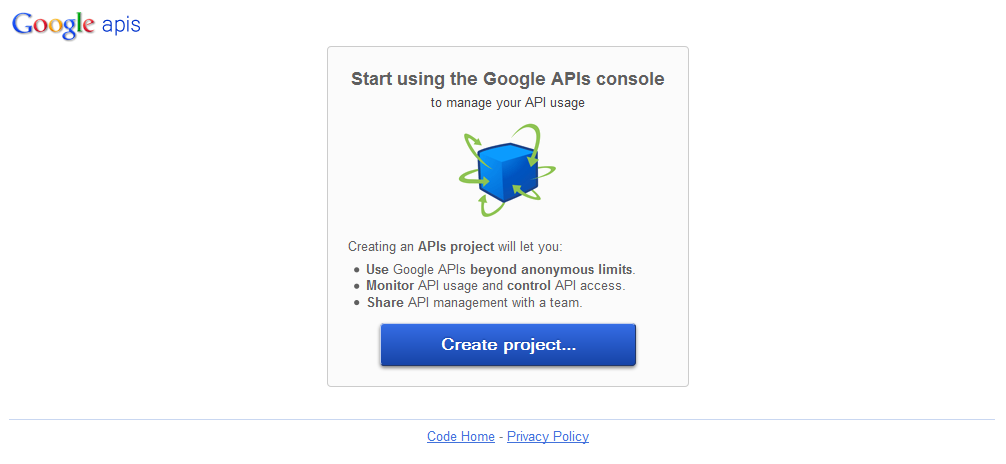 Google apis
Start using the Google APIs console
to manage your API usage
Creating an APIs project will let you:
• Use Google APIs beyond anonymous limits.
• Monitor API usage and control API access.
• Share API management with a team.
Create project...
Code Home - Privacy Policy